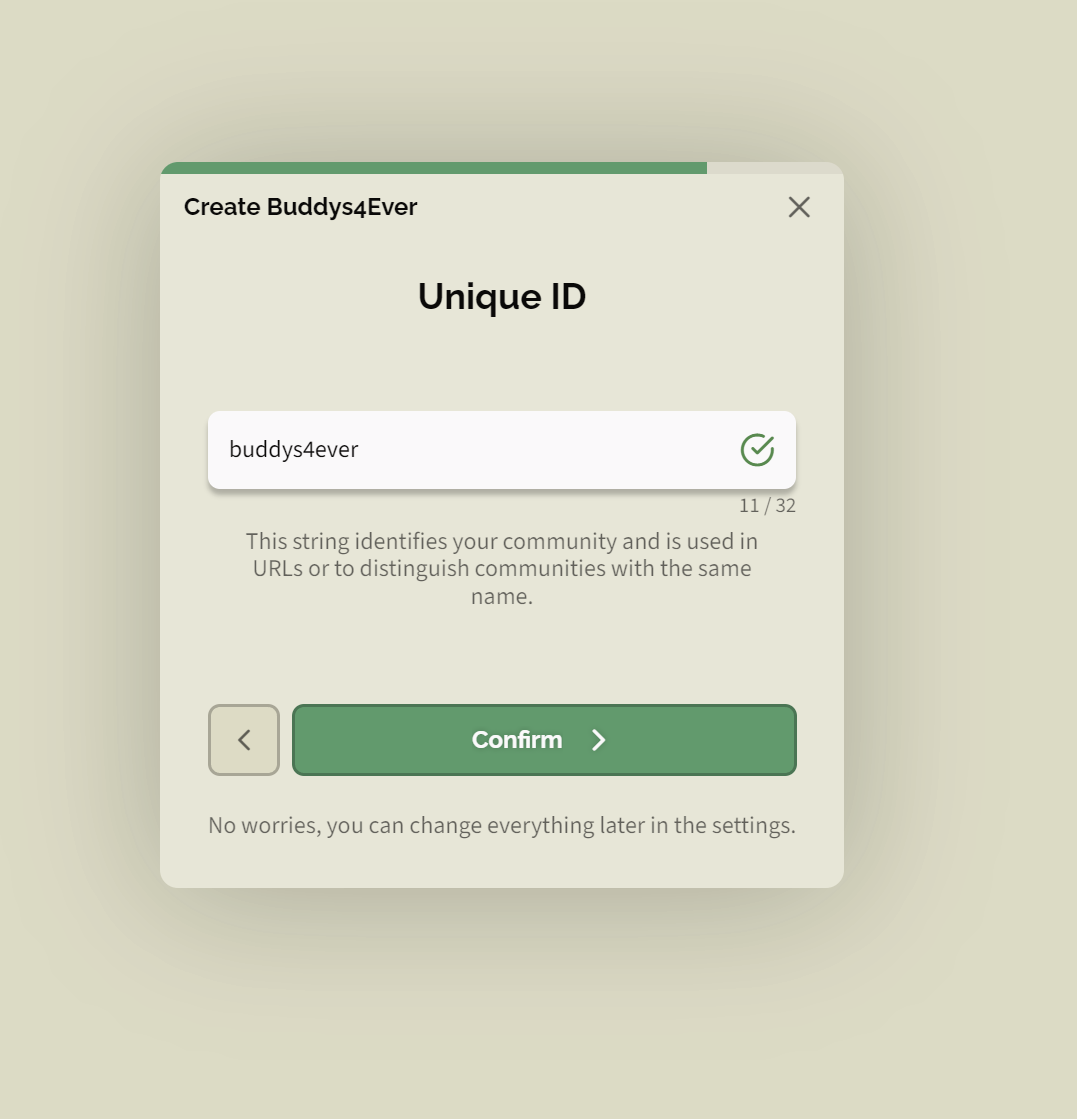 Create Buddys4Ever
Unique ID
buddys4ever
11 / 32
This string identifies your community and is used in
URLs or to distinguish communities with the same
name.
Confirm
No worries, you can change everything later in the settings.